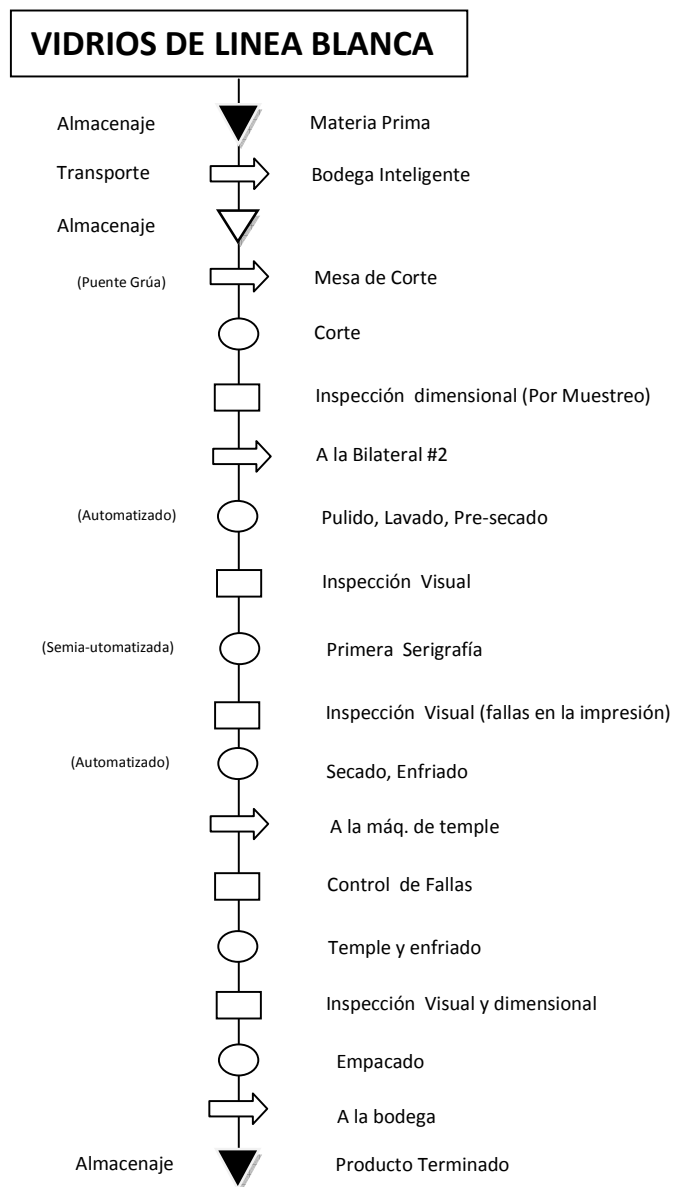 VIDRIOS DE LINEA BLANCA
Almacenaje Materia Prima
Transporte Bodega Inteligente
Almacenaje
(Puente Grúa) Mesa de Corte
Corte
Inspección dimensional (Por Muestreo)
A la Bilateral #2
(Automatizado) Pulido, Lavado, Pre-secado
Inspección Visual
(Semia-utomatizada) Primera Serigrafía
Inspección Visual (fallas en la impresión)
(Automatizado) Secado, Enfriado
A la máq. de temple
Control de Fallas
Temple y enfriado
Inspección Visual y dimensional
Empacado
A la bodega
Almacenaje Producto Terminado